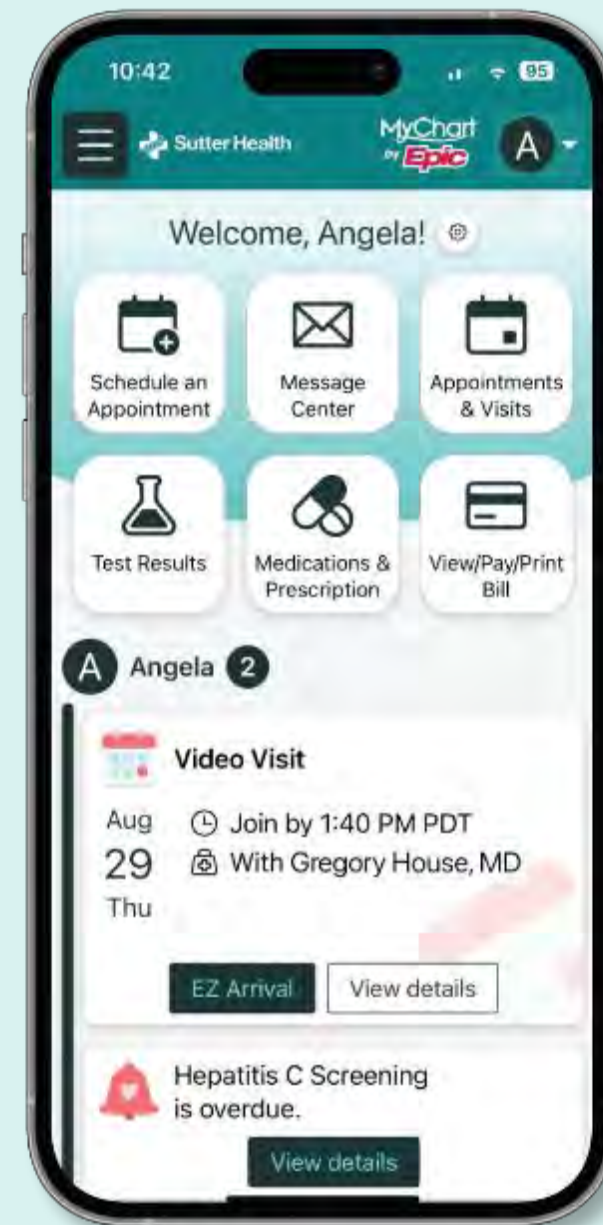 10:42
95
Sutter Health
MyChart
by Epic
A
Welcome, Angela!
Schedule an
Appointment
Message
Center
Appointments
& Visits
Test Results
Medications &
Prescription
View/Pay/Print
Bill
A Angela 2
Video Visit
Aug
29
Thu
Join by 1:40 PM PDT
With Gregory House, MD
EZ Arrival
View details
Hepatitis C Screening
is overdue.
View details